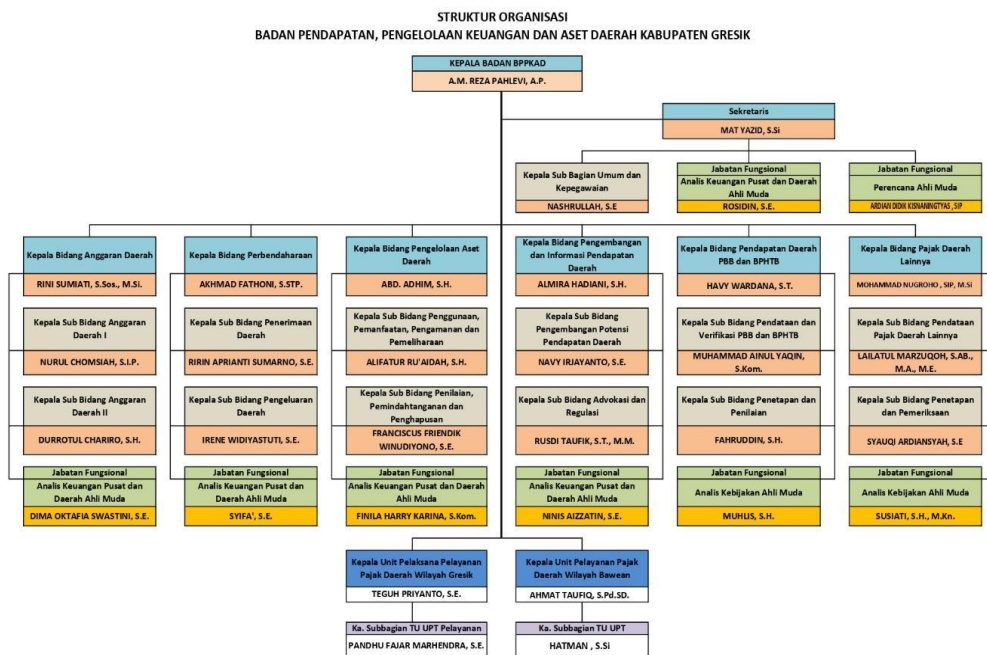 STRUKTUR ORGANISASI
BADAN PENDAPATAN, PENGELOLAAN KEUANGAN DAN ASET DAERAH KABUPATEN GRESIK
KEPALA BADAN BPPKAD
A.M. REZA PAHLEVI, A.P.
Sekretaris
MAT YAZID, S.Si
Kepala Sub Bagian Umum dan
Kepegawaian
NASHRULLAH, S.E
Jabatan Fungsional
Analis Keuangan Pusat dan Daerah
Ahli Muda
ROSIDIN, S.E.
Jabatan Fungsional
Perencana Ahli Muda
ARDIAN DIDIK KISNANINGTYAS , SIP
Kepala Bidang Anggaran Daerah
RINI SUMIATI, S.Sos., M.Si.
Kepala Sub Bidang Anggaran
Daerah I
NURUL CHOMSIAH, S.I.P.
Kepala Sub Bidang Anggaran
Daerah II
DURROTUL CHARIRO, S.H.
Jabatan Fungsional
Analis Keuangan Pusat dan
Daerah Ahli Muda
DIMA OKTAFIA SWASTINI, S.E.
Kepala Bidang Perbendaharaan
AKHMAD FATHONI, S.STP.
Kepala Sub Bidang Penerimaan
Daerah
RIRIN APRIANTI SUMARNO, S.E.
Kepala Sub Bidang Pengeluaran
Daerah
IRENE WIDIYASTUTI, S.E.
Jabatan Fungsional
Analis Keuangan Pusat dan
Daerah Ahli Muda
SYIFA', S.E.
Kepala Bidang Pengelolaan Aset
Daerah
ABD. ADHIM, S.H.
Kepala Sub Bidang Penggunaan,
Pemanfaatan, Pengamanan dan
Pemeliharaan
ALIFATUR RU'AIDAH, S.H.
Kepala Sub Bidang Penilaian,
Pemindahtanganan dan
Penghapusan
FRANCISCUS FRIENDIK
WINUDIYONO, S.E.
Jabatan Fungsional
Analis Keuangan Pusat dan Daerah
Ahli Muda
FINILA HARRY KARINA, S.Kom.
Kepala Bidang Pengembangan
dan Informasi Pendapatan
Daerah
ALMIRA HADIANI, S.H.
Kepala Sub Bidang
Pengembangan Potensi
Pendapatan Daerah
NAVY IRJAYANTO, S.E.
Kepala Sub Bidang Advokasi dan
Regulasi
RUSDI TAUFIK, S.T., M.M.
Jabatan Fungsional
Analis Keuangan Pusat dan
Daerah Ahli Muda
NINIS AIZZATIN, S.E.
Kepala Bidang Pendapatan Daerah
PBB dan BPHTB
HAVY WARDANA, S.T.
Kepala Sub Bidang Pendataan dan
Verifikasi PBB dan BPHTB
MUHAMMAD AINUL YAQIN,
S.Kom.
Kepala Sub Bidang Penetapan dan
Penilaian
FAHRUDDIN, S.H.
Jabatan Fungsional
Analis Kebijakan Ahli Muda
MUHLIS, S.H.
Kepala Bidang Pajak Daerah
Lainnya
MOHAMMAD NUGROHO , SIP, M.Si
Kepala Sub Bidang Pendataan
Pajak Daerah Lainnya
LAILATUL MARZUQOH, S.AB.,
M.A., M.E.
Kepala Sub Bidang Penetapan
dan Pemeriksaan
SYAUQI ARDIANSYAH, S.E
Jabatan Fungsional
Analis Kebijakan Ahli Muda
SUSIATI, S.H., M.Kn.
Kepala Unit Pelaksana Pelayanan
Pajak Daerah Wilayah Gresik
TEGUH PRIYANTO, S.E.
Ka. Subbagian TU UPT Pelayanan
PANDHU FAJAR MARHENDRA, S.E.
Kepala Unit Pelayanan Pajak
Daerah Wilayah Bawean
AHMAT TAUFIQ, S.Pd.SD.
Ka. Subbagian TU UPT
HATMAN , S.Si